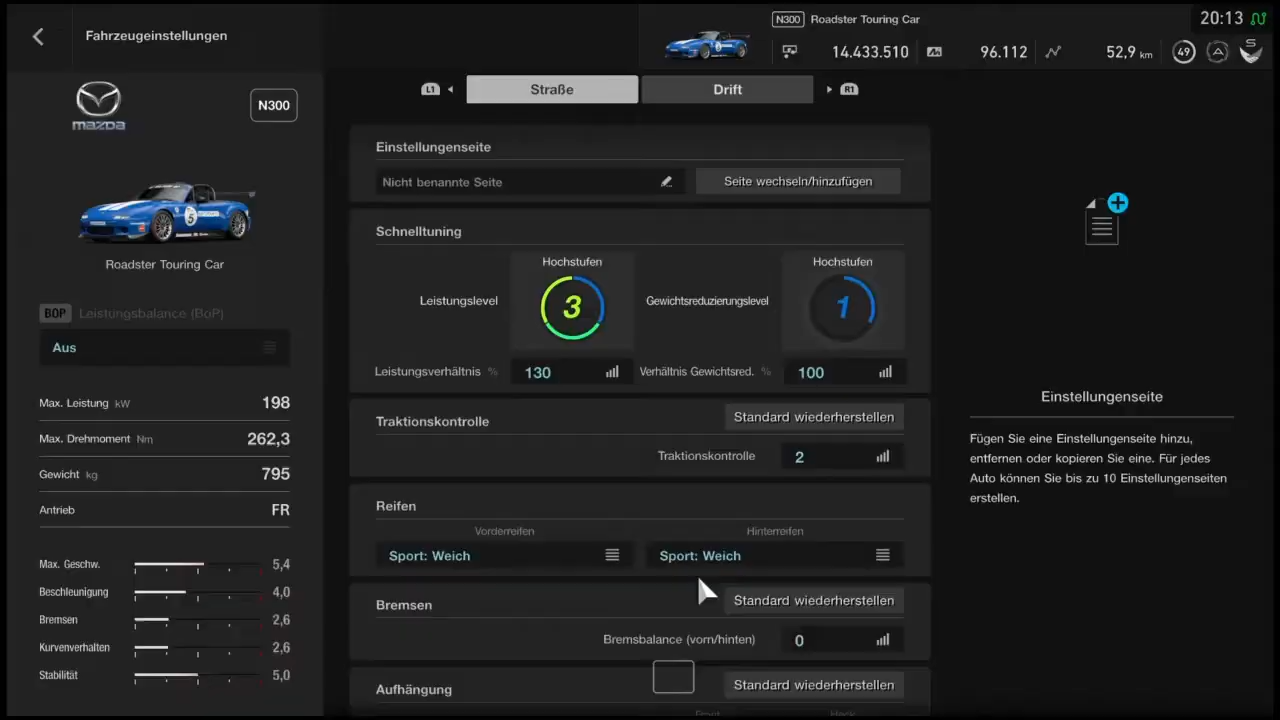 N300 Roadster Touring Car
20:13
Fahrzeugeinstellungen
14.433.510
96.112
52,9 km
49
S
L1
Straße
Drift
R1
mazda
N300
Einstellungenseite
Nicht benannte Seite
Seite wechseln/hinzufügen
Schnelltuning
Roadster Touring Car
Hochstufen
Hochstufen
Leistungslevel
3
Gewichtsreduzierungslevel
1
BOP Leistungsbalance (BoP)
Aus
Leistungsverhältnis %
130
Verhältnis Gewichtsred. %
100
Max. Leistung kW
198
Max. Drehmoment Nm
262,3
Gewicht kg
795
Antrieb
FR
Traktionskontrolle
Standard wiederherstellen
Traktionskontrolle
2
Reifen
Vorderreifen
Hinterreifen
Sport: Weich
Sport: Weich
Max. Geschw.
5,4
Beschleunigung
4,0
Bremsen
2,6
Kurvenverhalten
2,6
Stabilität
5,0
Bremsen
Standard wiederherstellen
Bremsbalance (vorn/hinten)
0
Aufhängung
Standard wiederherstellen
Front
Heck
Einstellungenseite
Fügen Sie eine Einstellungenseite hinzu,
entfernen oder kopieren Sie eine. Für jedes
Auto können Sie bis zu 10 Einstellungenseiten
erstellen.